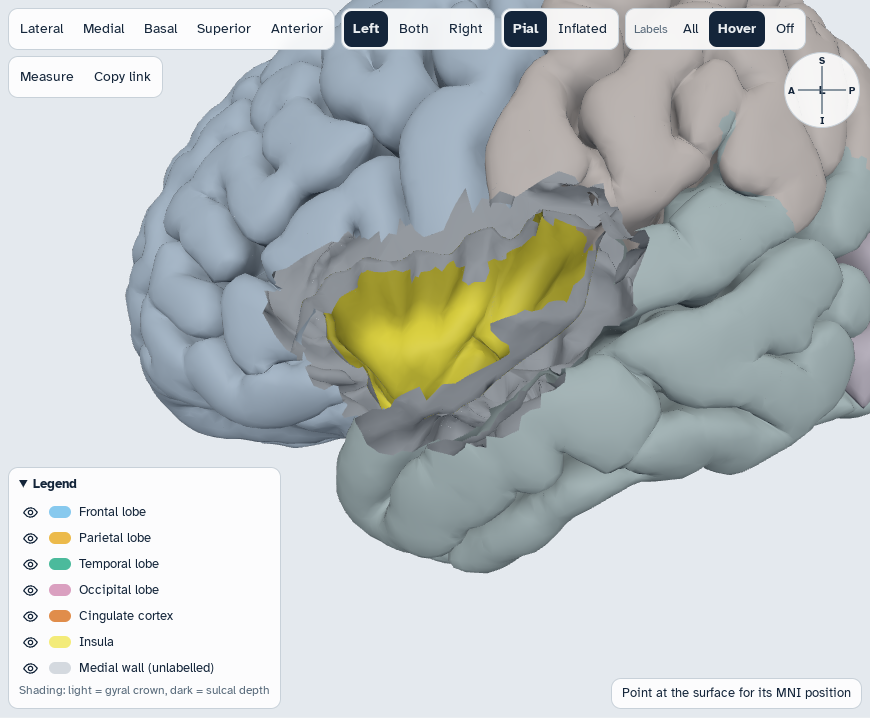 Lateral Medial Basal Superior Anterior Left Both Right Pial Inflated Labels All Hover Off
Measure Copy link
S
A L P
I
▼ Legend
Frontal lobe
Parietal lobe
Temporal lobe
Occipital lobe
Cingulate cortex
Insula
Medial wall (unlabelled)
Shading: light = gyral crown, dark = sulcal depth
Point at the surface for its MNI position